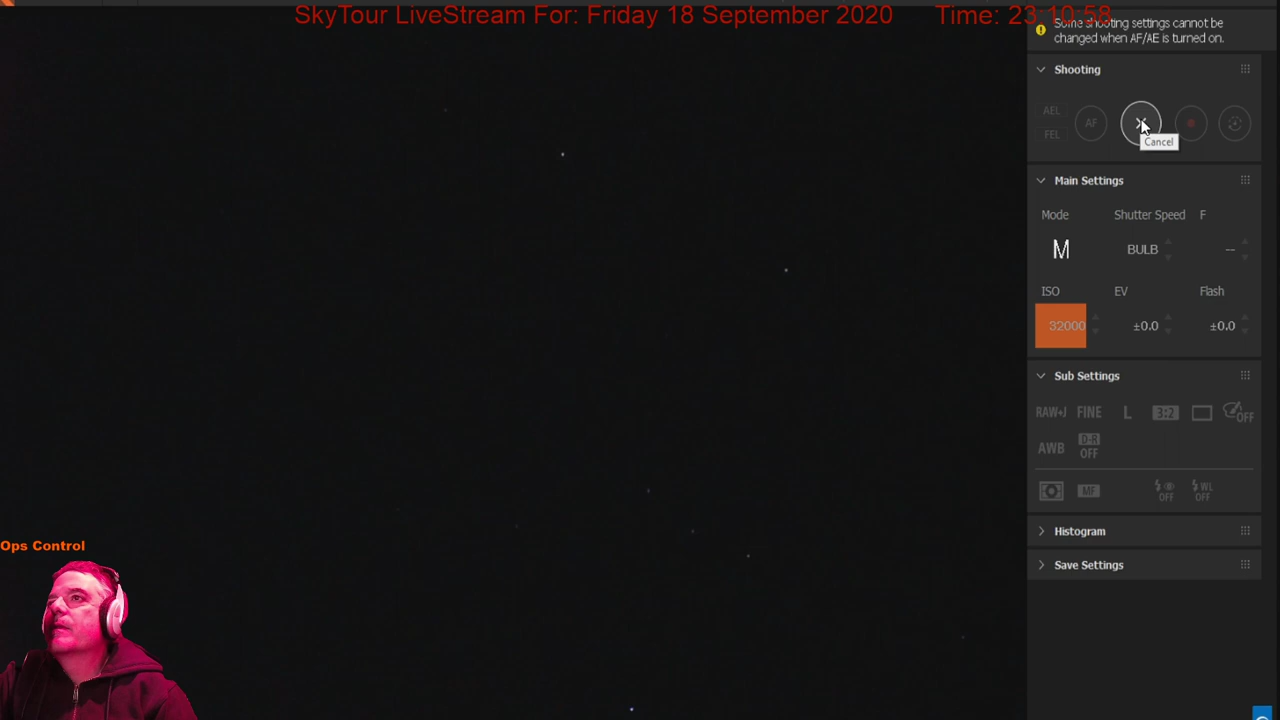 SkyTour LiveStream For: Friday 18 September 2020 Time: 23:10:58
Some shooting settings cannot be
changed when AF/AE is turned on.
Shooting
AEL
AF
FEL
Cancel
Main Settings
Mode Shutter Speed F
M BULB --
ISO EV Flash
32000 ±0.0 ±0.0
Sub Settings
RAW+J FINE L 3:2 OFF
AWB D-R OFF
MF OFF WL OFF
Histogram
Save Settings
Ops Control